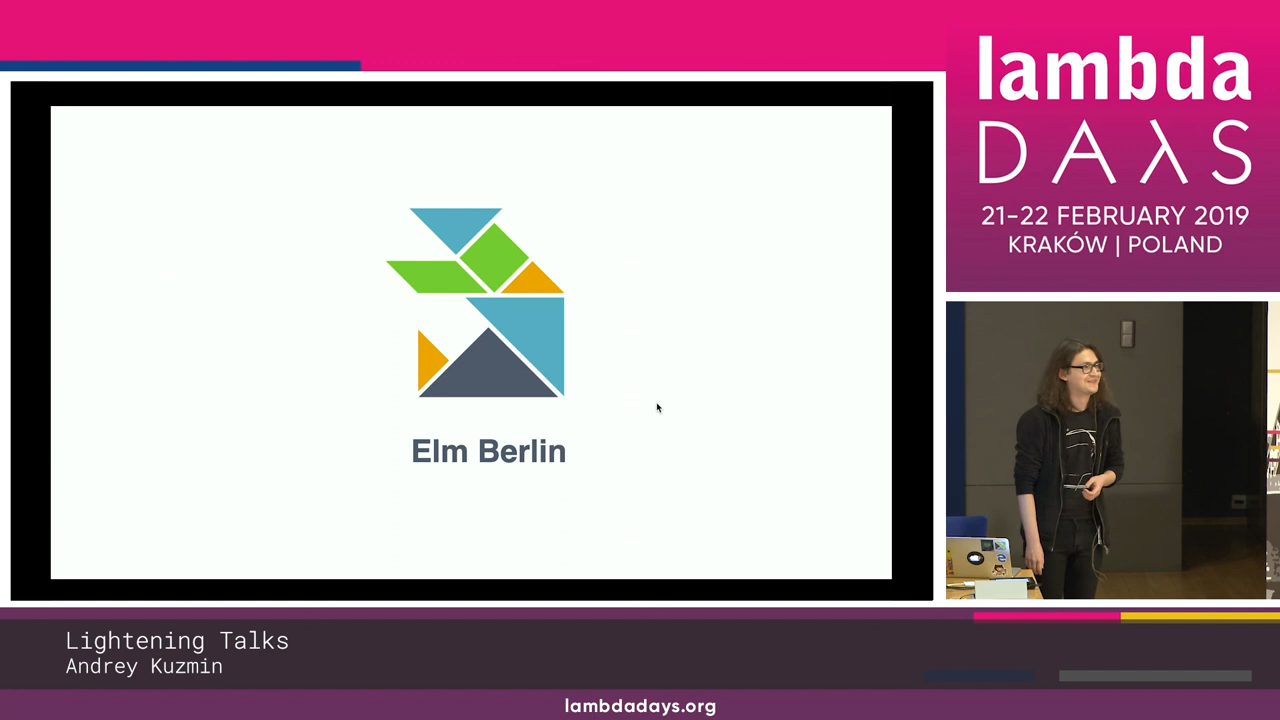 lambda
DAλS
21-22 FEBRUARY 2019
KRAKÓW | POLAND
Elm Berlin
Lightening Talks
Andrey Kuzmin
lambdadays.org